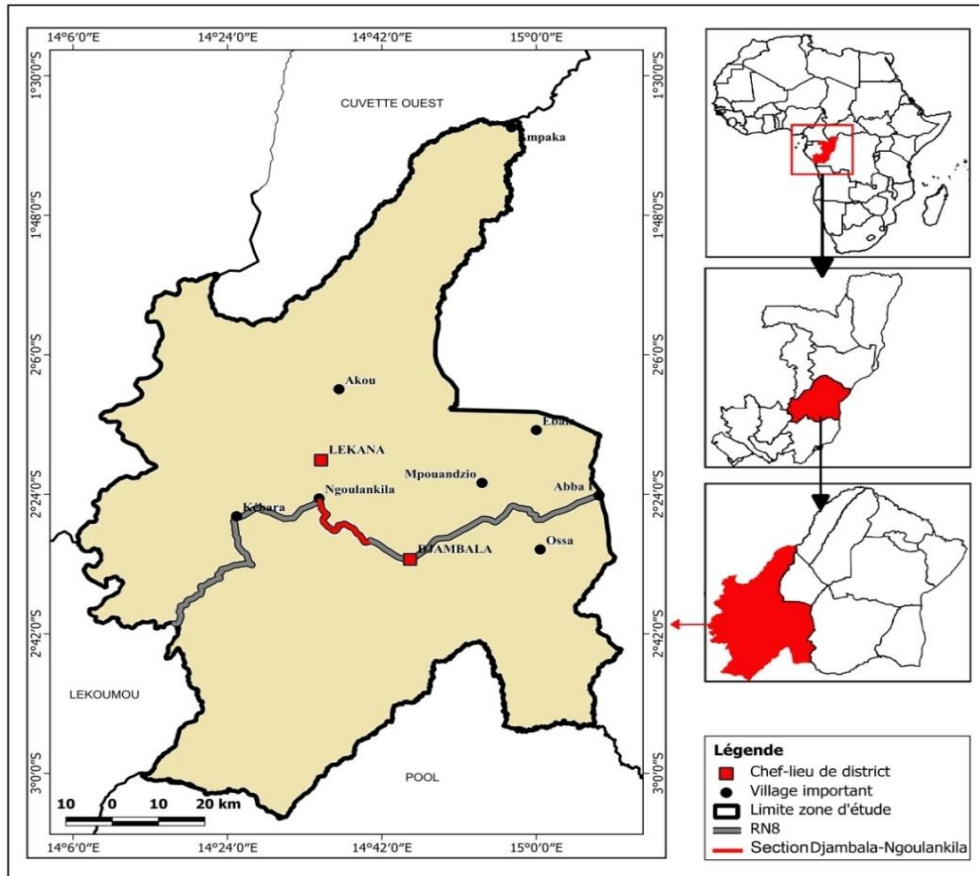 14°6'0"E 14°24'0"E 14°42'0"E 15°0'0"E
1°30'0"S
1°48'0"S
2°6'0"S
2°24'0"S
2°42'0"S
3°0'0"S
CUVETTE OUEST
Akou
LEKANA
Ebala
Mpouandzio
Ngoulankila
Abba I
Kébara
DJAMBALA
Ossa
LEKOUMOU
POOL
10 0 10 20 km
14°6'0"E 14°24'0"E 14°42'0"E 15°0'0"E
1°30'0"S
1°48'0"S
2°6'0"S
2°24'0"S
2°42'0"S
3°0'0"S
Légende
Chef-lieu de district
Village important
Limite zone d'étude
RN8
Section Djambala-Ngoulankila